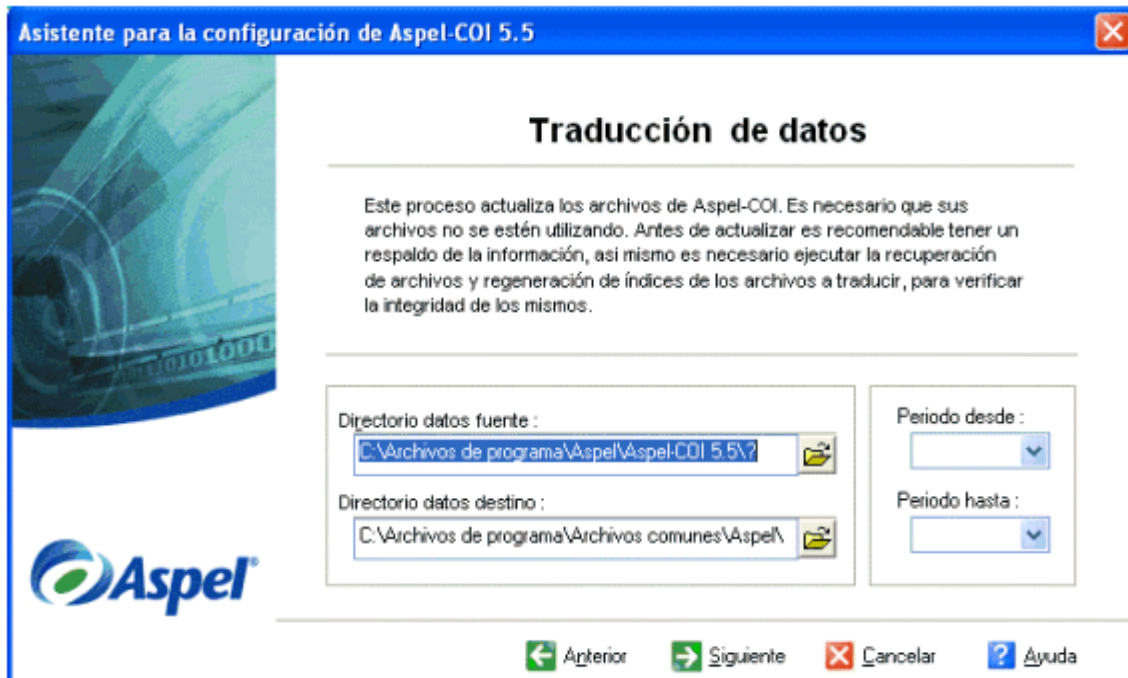 Asistente para la configuración de Aspel-COI 5.5
Traducción de datos
Este proceso actualiza los archivos de Aspel-COI. Es necesario que sus
archivos no se estén utilizando. Antes de actualizar es recomendable tener un
respaldo de la información, asi mismo es necesario ejecutar la recuperación
de archivos y regeneración de índices de los archivos a traducir, para verificar
la integridad de los mismos.
Directorio datos fuente :
C:\Archivos de programa\Aspel\Aspel-COI 5.5\?
Directorio datos destino :
C:\Archivos de programa\Archivos comunes\Aspel\
Periodo desde :
Periodo hasta :
Aspel®
Anterior
Siguiente
Cancelar
Ayuda